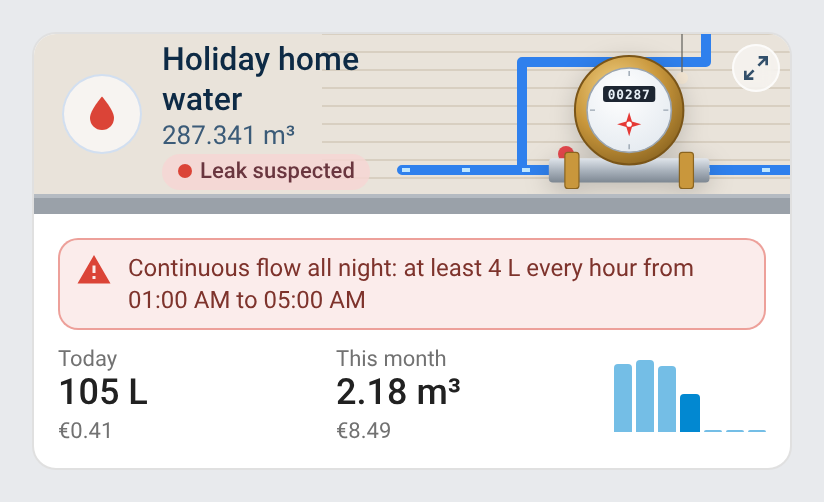 Holiday home
water
287.341 m³
Leak suspected
00287
Continuous flow all night: at least 4 L every hour from
01:00 AM to 05:00 AM
Today
This month
105 L
2.18 m³
€0.41
€8.49